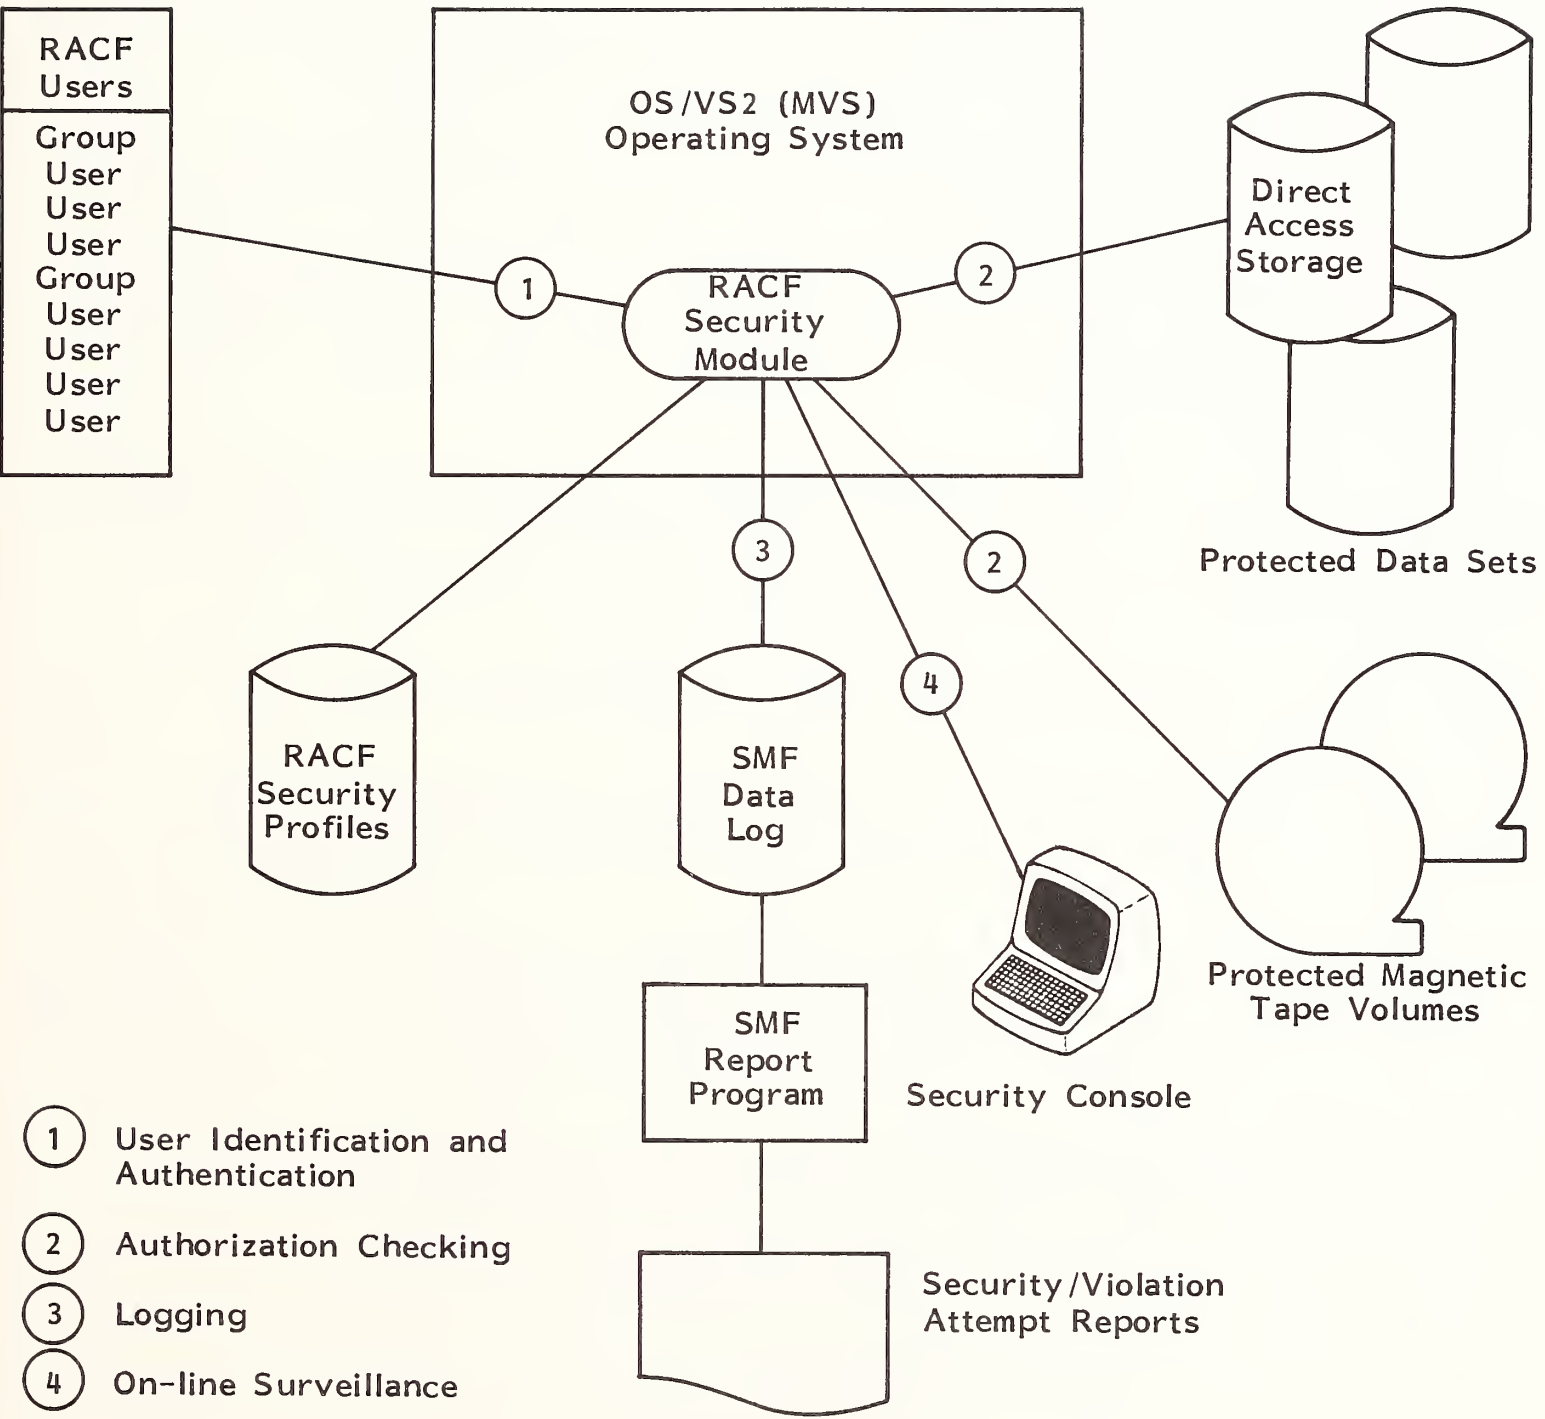 RACF
Users
Group
User
User
User
Group
User
User
User
User
OS/VS2 (MVS)
Operating System
1
RACF
Security
Module
2
Direct
Access
Storage
Protected Data Sets
3
2
4
RACF
Security
Profiles
SMF
Data
Log
Protected Magnetic
Tape Volumes
SMF
Report
Program
Security Console
1 User Identification and
Authentication
2 Authorization Checking
3 Logging
4 On-line Surveillance
Security/Violation
Attempt Reports